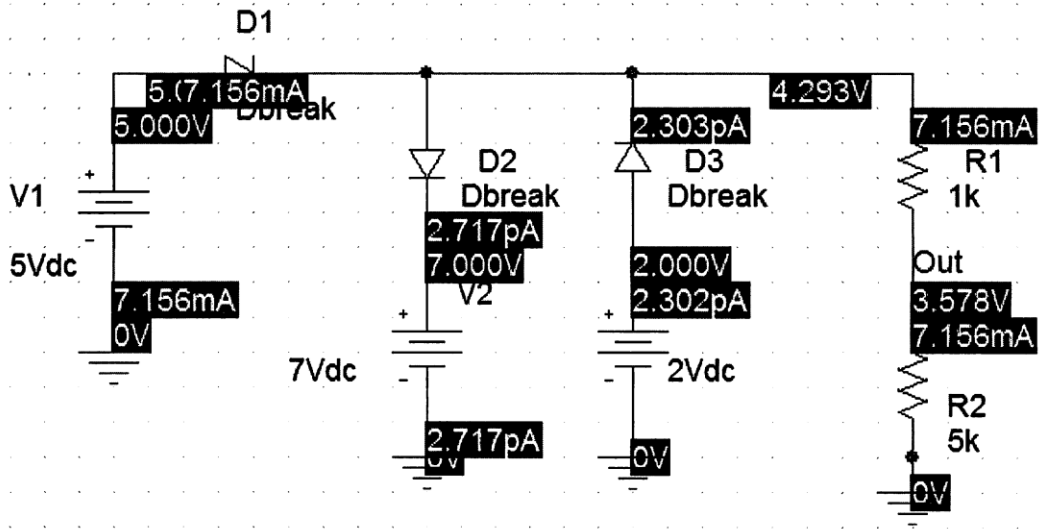 D1
5.0
7.156mA
Dbreak
5.000V
4.293V
2.303pA
7.156mA
D2
Dbreak
D3
Dbreak
R1
1k
V1
5Vdc
2.717pA
7.000V
V2
2.000V
2.302pA
Out
3.578V
7.156mA
7.156mA
0V
7Vdc
2Vdc
R2
5k
2.717pA
0V
0V
0V